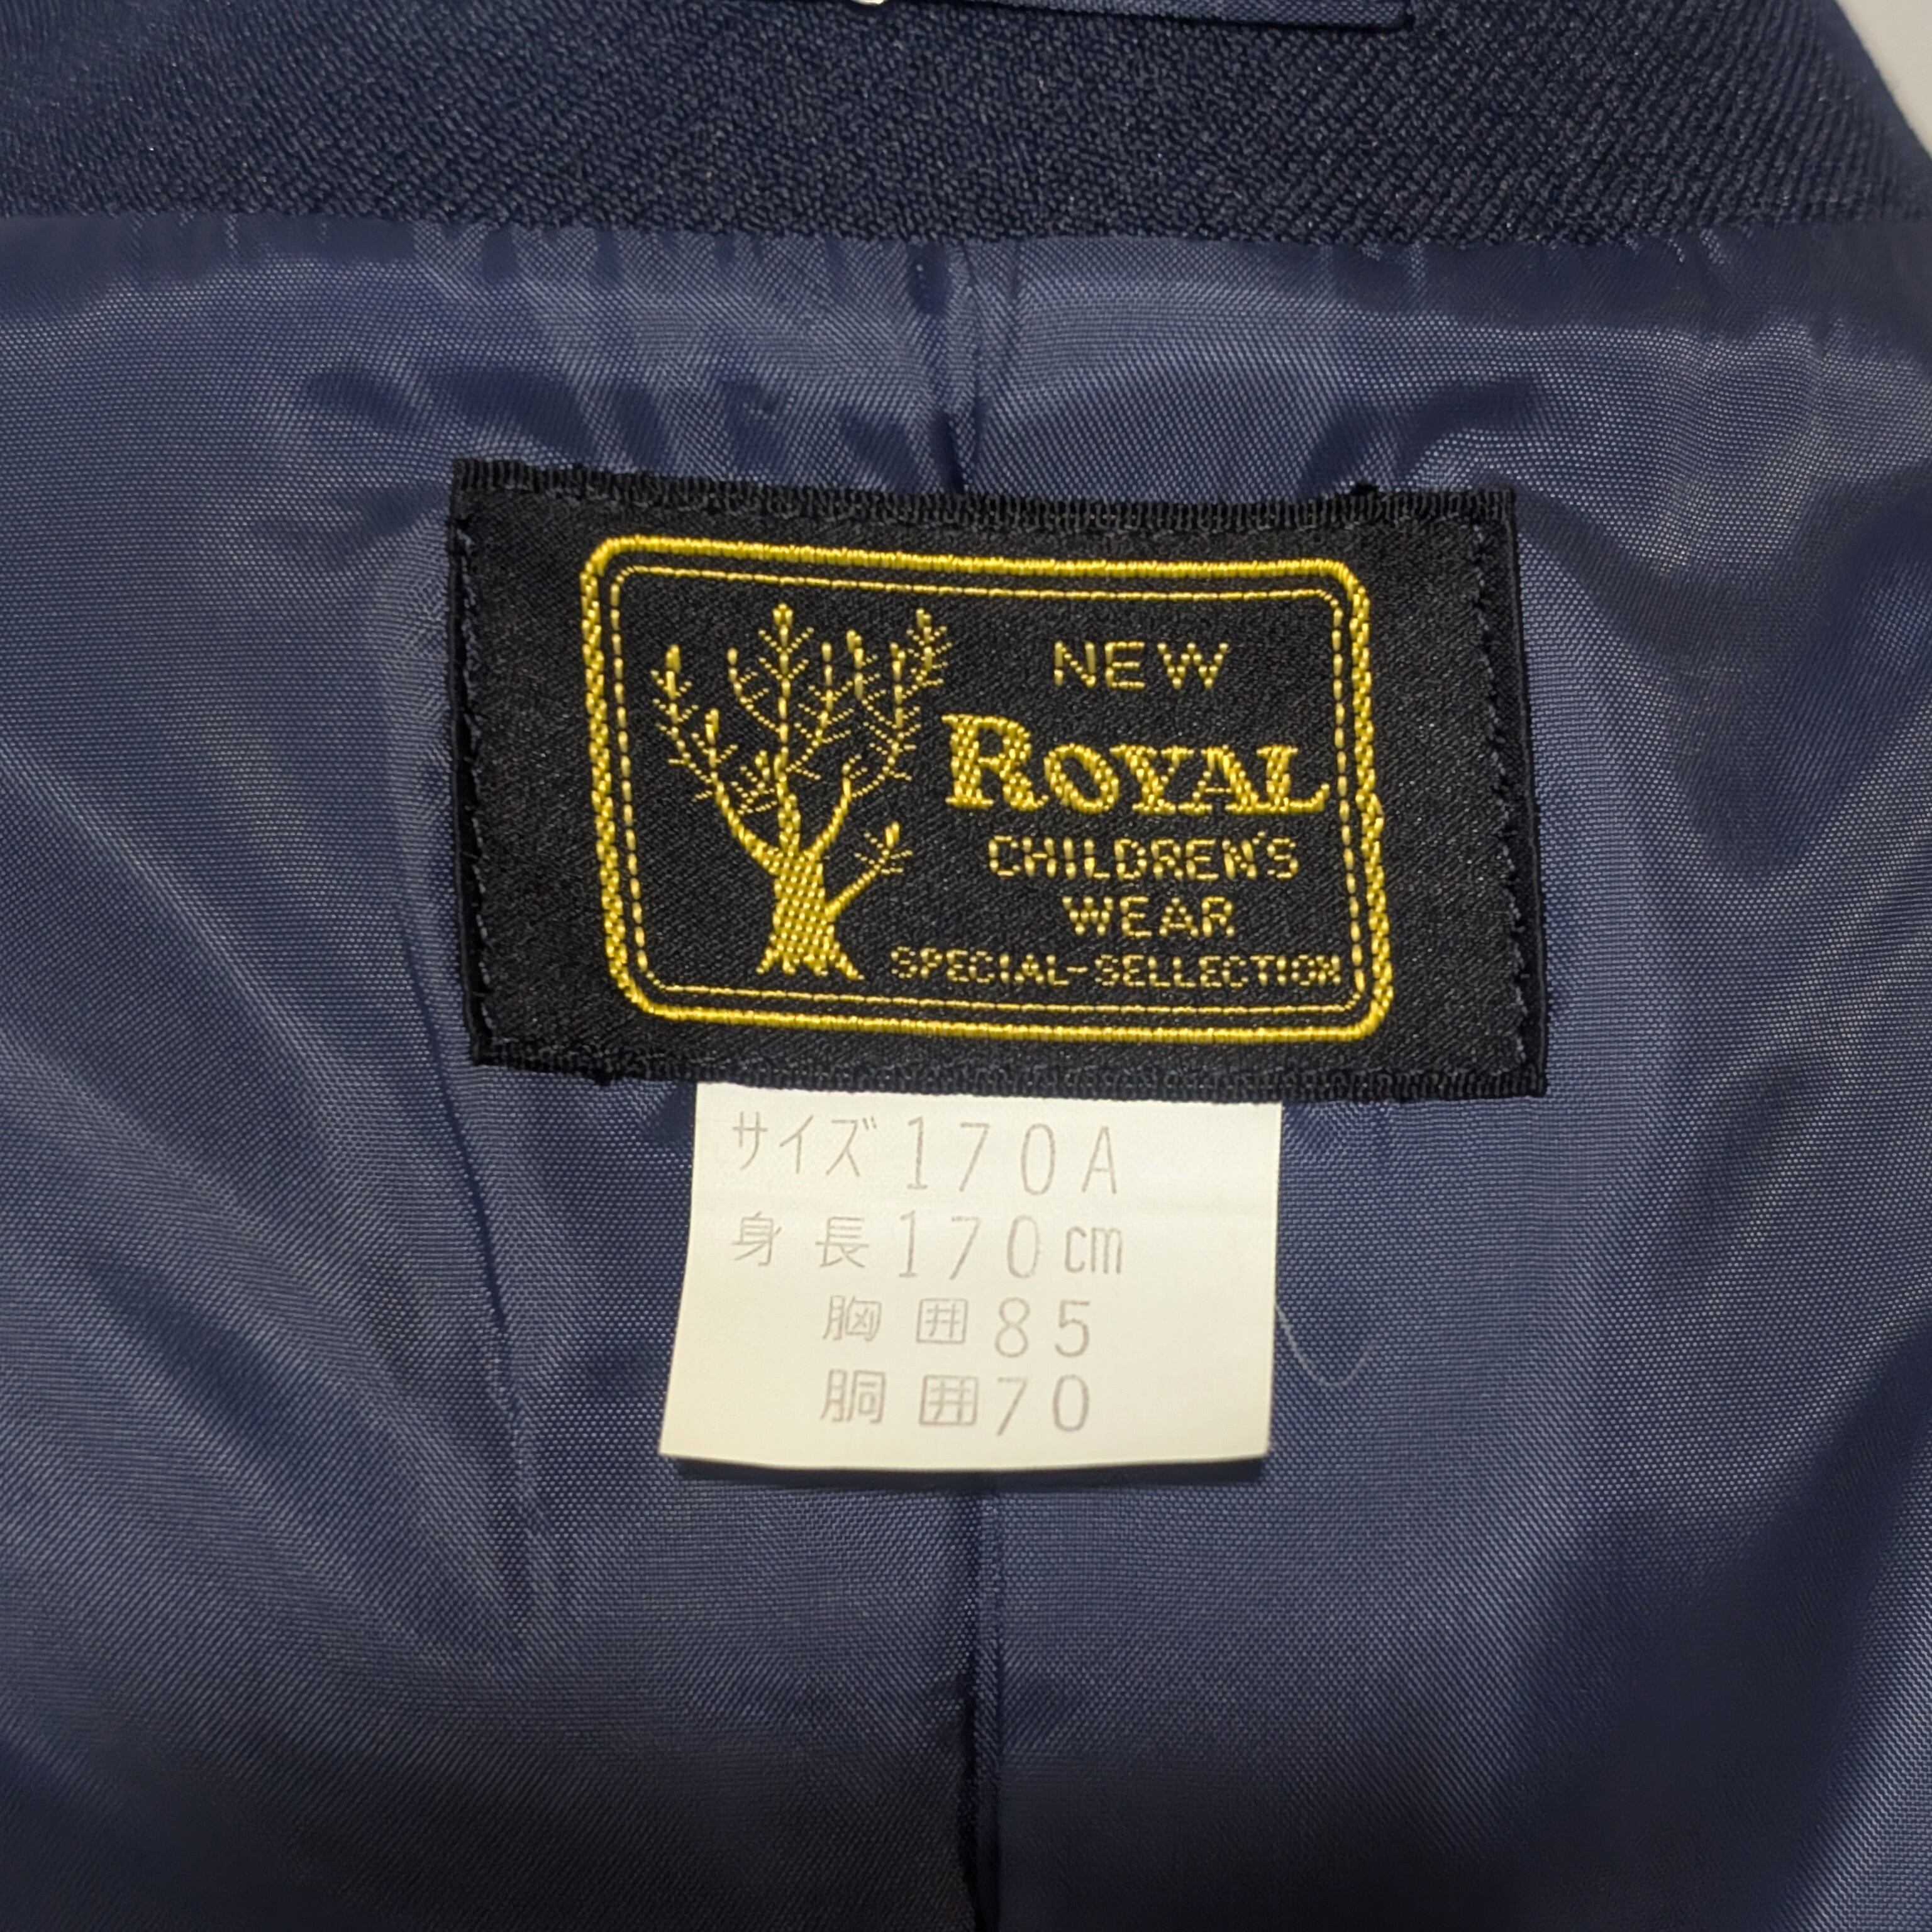 NEW
ROYAL
CHILDREN'S
WEAR
SPECIAL-SELLECTION
サイズ 170A
身長 170cm
胸囲 85
胴囲 70